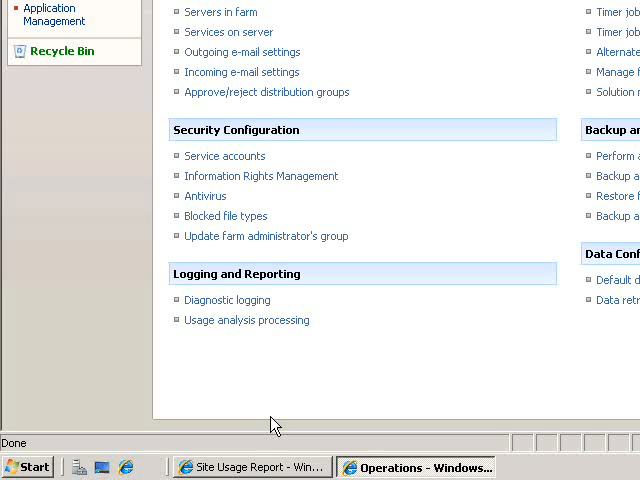 Application
Management
Recycle Bin
Servers in farm
Services on server
Outgoing e-mail settings
Incoming e-mail settings
Approve/reject distribution groups
Security Configuration
Service accounts
Information Rights Management
Antivirus
Blocked file types
Update farm administrator's group
Logging and Reporting
Diagnostic logging
Usage analysis processing
Timer job
Timer job
Alternate
Manage f
Solution
Backup
Perform
Backup
Restore
Backup
Data
Default
Data
Done
Start
Site Usage Report - Win...
Operations - Windows...